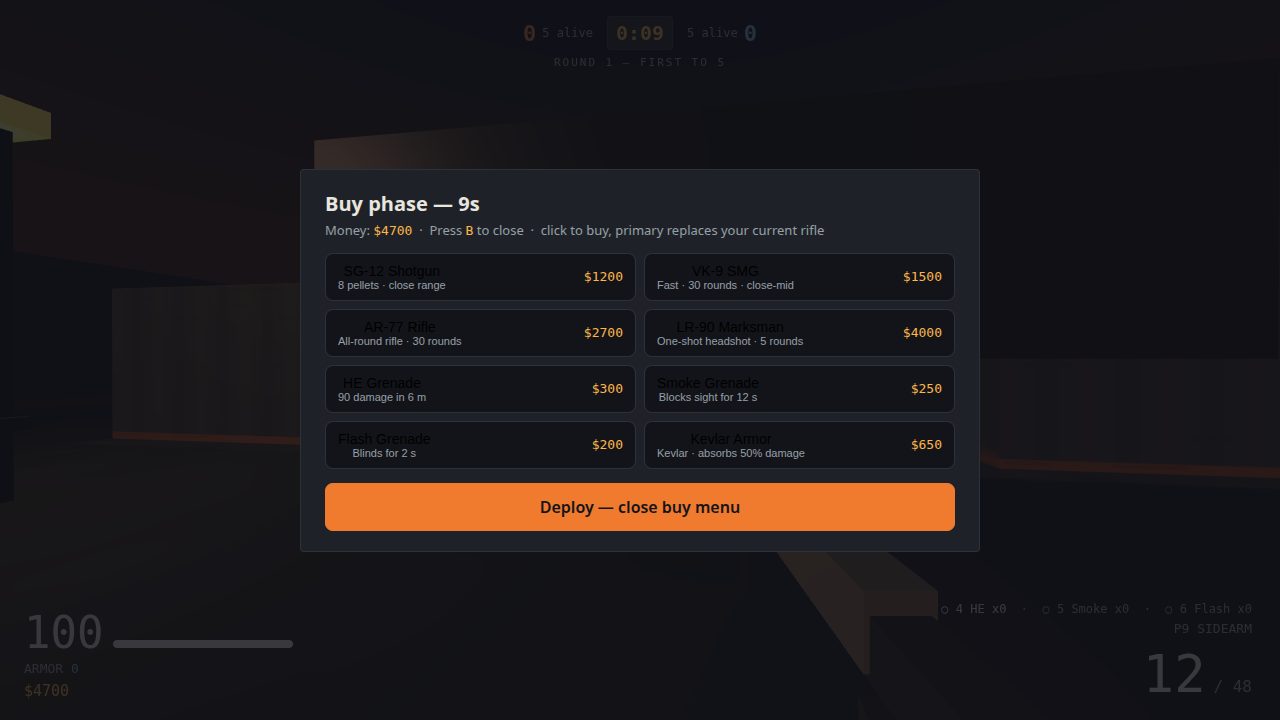 0 5 alive 0:09 5 alive 0
ROUND 1 — FIRST TO 5
Buy phase — 9s
Money: $4700 · Press B to close · click to buy, primary replaces your current rifle
SG-12 Shotgun
8 pellets · close range
$1200
VK-9 SMG
Fast · 30 rounds · close-mid
$1500
AR-77 Rifle
All-round rifle · 30 rounds
$2700
LR-90 Marksman
One-shot headshot · 5 rounds
$4000
HE Grenade
90 damage in 6 m
$300
Smoke Grenade
Blocks sight for 12 s
$250
Flash Grenade
Blinds for 2 s
$200
Kevlar Armor
Kevlar · absorbs 50% damage
$650
Deploy — close buy menu
100
ARMOR 0
$4700
○ 4 HE x0 · ○ 5 Smoke x0 · ○ 6 Flash x0
P9 SIDEARM
12 / 48